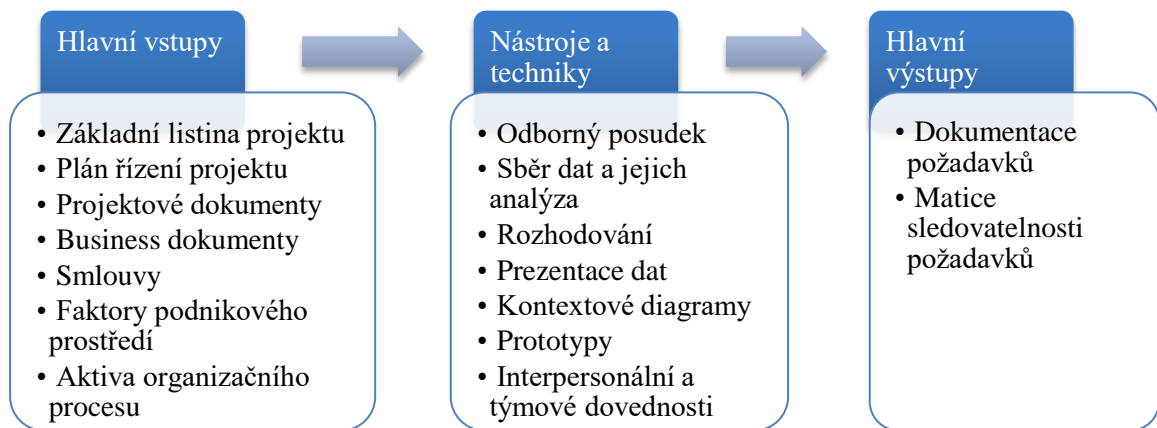 Hlavní vstupy
• Základní listina projektu
• Plán řízení projektu
• Projektové dokumenty
• Business dokumenty
• Smlouvy
• Faktory podnikového
prostředí
• Aktiva organizačního
procesu
Nástroje a
techniky
• Odborný posudek
• Sběr dat a jejich
analýza
• Rozhodování
• Prezentace dat
• Kontextové diagramy
• Prototypy
• Interpersonální a
týmové dovednosti
Hlavní
výstupy
• Dokumentace
požadavků
• Matice
sledovatelnosti
požadavků